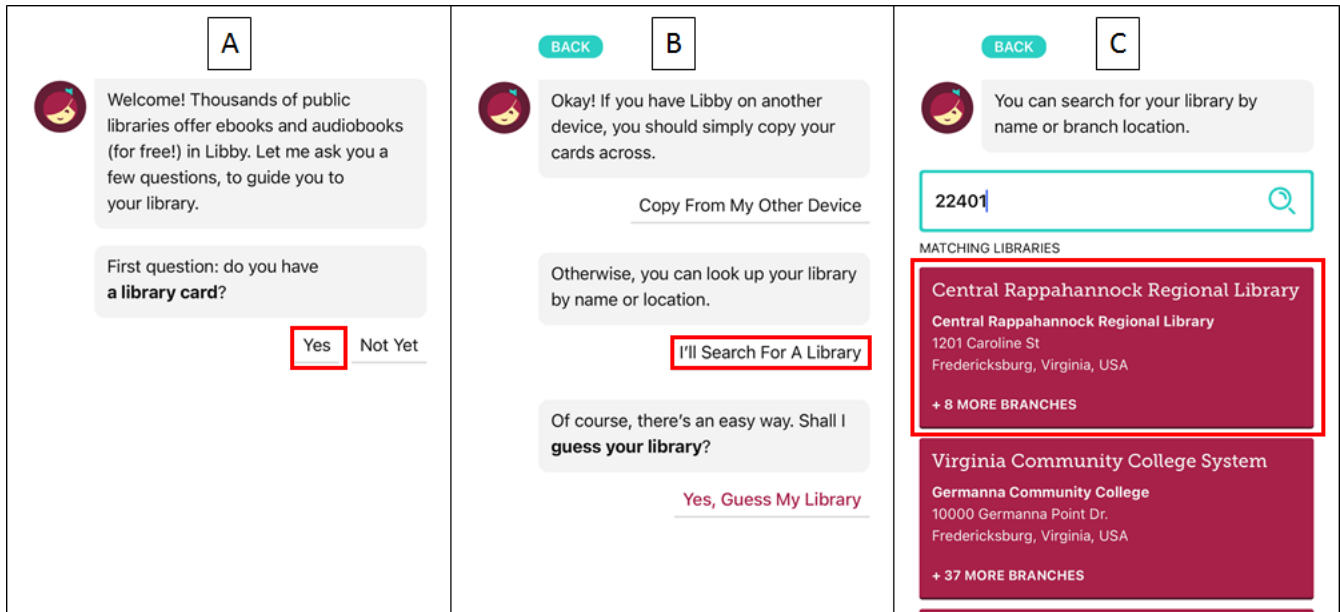 A
Welcome! Thousands of public
libraries offer ebooks and audiobooks
(for free!) in Libby. Let me ask you a
few questions, to guide you to
your library.
First question: do you have
a library card?
Yes
Not Yet
BACK
B
Okay! If you have Libby on another
device, you should simply copy your
cards across.
Copy From My Other Device
Otherwise, you can look up your library
by name or location.
I'll Search For A Library
Of course, there's an easy way. Shall I
guess your library?
Yes, Guess My Library
BACK
C
You can search for your library by
name or branch location.
22401
MATCHING LIBRARIES
Central Rappahannock Regional Library
Central Rappahannock Regional Library
1201 Caroline St
Fredericksburg, Virginia, USA
+ 8 MORE BRANCHES
Virginia Community College System
Germanna Community College
10000 Germanna Point Dr.
Fredericksburg, Virginia, USA
+ 37 MORE BRANCHES